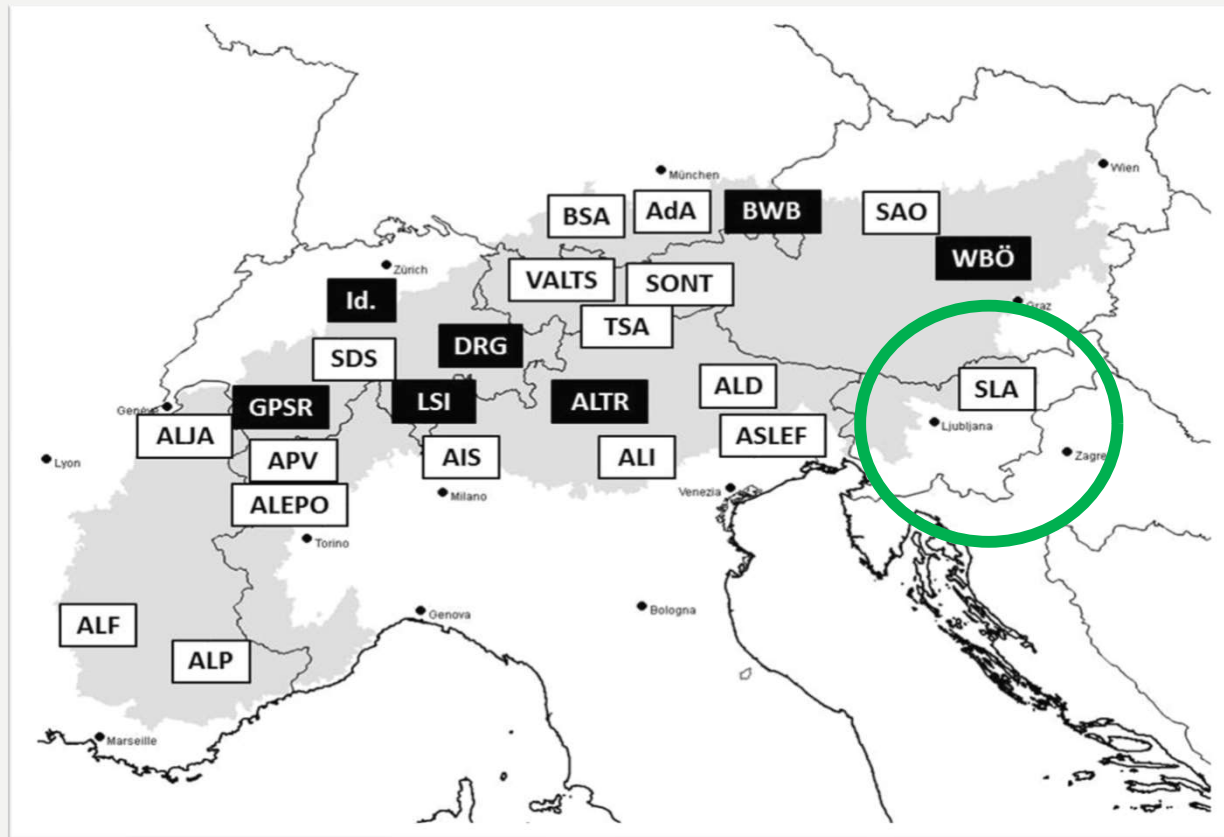 München
Wien
BSA
AdA
BWB
SAO
WBÖ
Zürich
VALTS
SONT
Id.
Graz
TSA
DRG
SDS
ALD
SLA
Genève
GPSR
LSI
ALTR
Ljubljana
ALJA
ASLEF
Lyon
APV
AIS
ALI
Zagre
Milano
Venezia
ALEPO
Torino
Genova
Bologna
ALF
ALP
Marseille